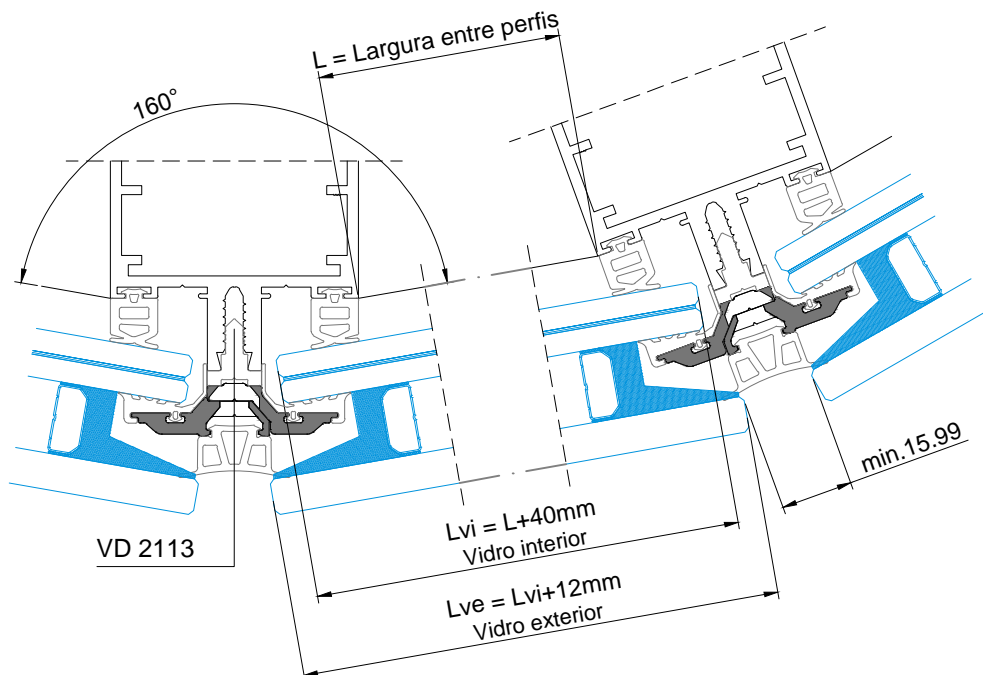 L = Largura entre perfis
160°
min.15.99
Lvi = L+40mm
Vidro interior
VD 2113
Lve = Lvi+12mm
Vidro exterior